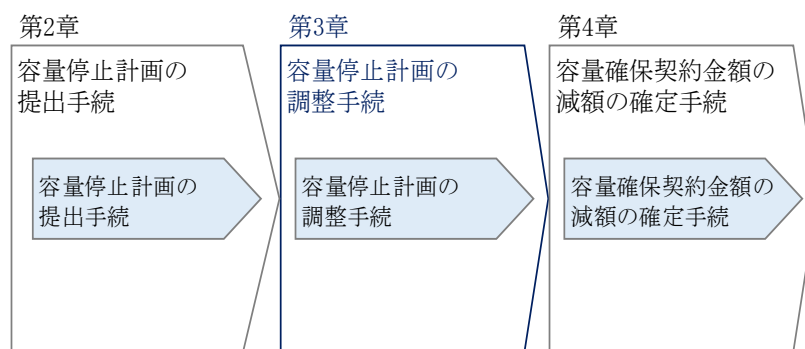 第2章
容量停止計画の
提出手続
容量停止計画の
提出手続
第3章
容量停止計画の
調整手続
容量停止計画の
調整手続
第4章
容量確保契約金額の
減額の確定手続
容量確保契約金額の
減額の確定手続